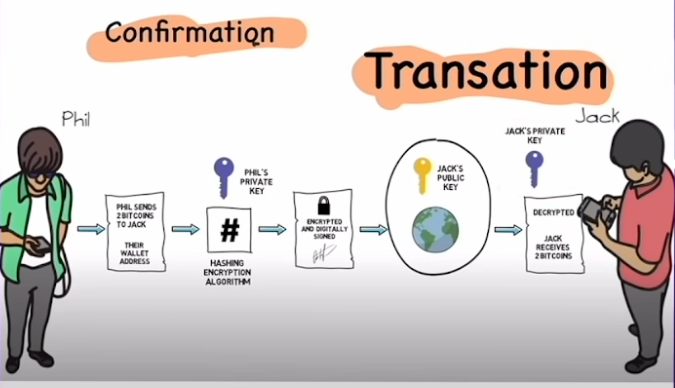 Confirmation
Transation
Phil
Jack
PHIL SENDS
2 BITCOINS
TO JACK
THEIR
WALLET
ADDRESS
PHIL'S
PRIVATE
KEY
#
HASHING
ENCRYPTION
ALGORITHM
ENCRYPTED
AND DIGITALLY
SIGNED
JACK'S
PUBLIC
KEY
JACK'S PRIVATE
KEY
DECRYPTED
JACK
RECEIVES
2 BITCOINS